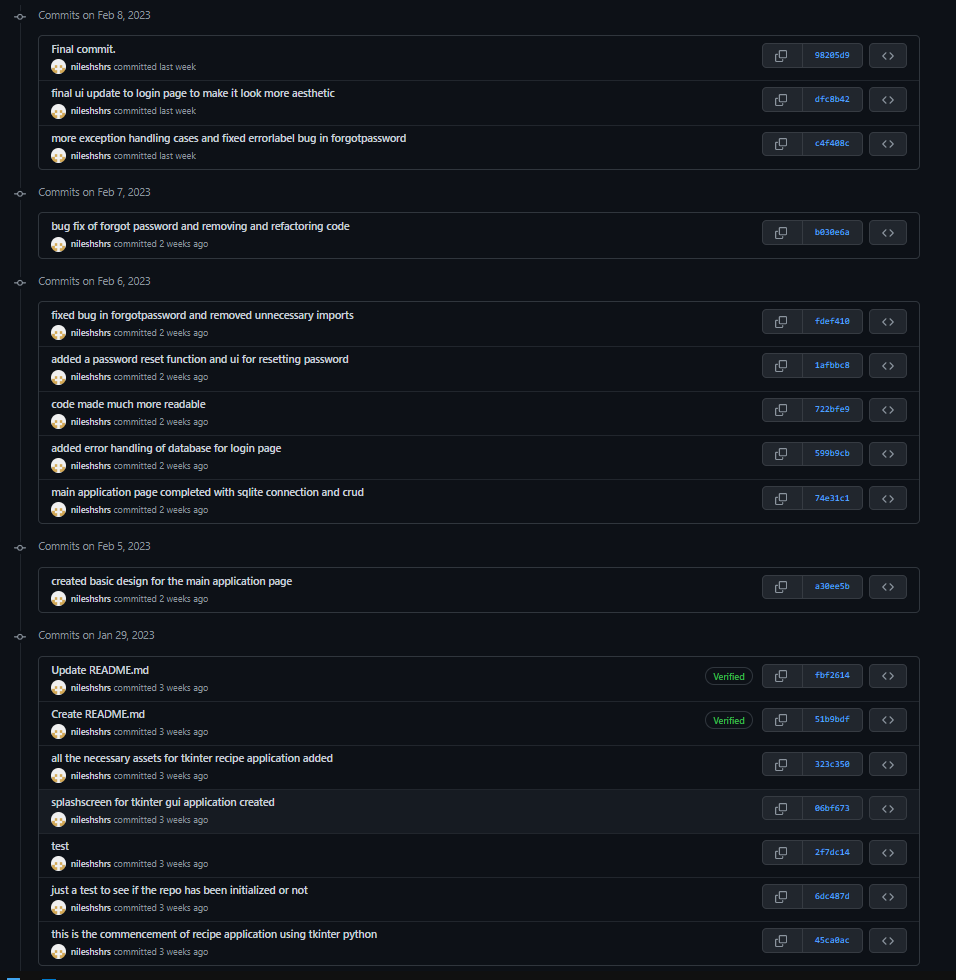 Commits on Feb 8, 2023
Final commit.
98205d9
nileshshrs committed last week
final ui update to login page to make it look more aesthetic
dfc8b42
nileshshrs committed last week
more exception handling cases and fixed errorlabel bug in forgotpassword
c4f408c
nileshshrs committed last week
Commits on Feb 7, 2023
bug fix of forgot password and removing and refactoring code
b030e6a
nileshshrs committed 2 weeks ago
Commits on Feb 6, 2023
fixed bug in forgotpassword and removed unnecessary imports
fdef410
nileshshrs committed 2 weeks ago
added a password reset function and ui for resetting password
1afbbc8
nileshshrs committed 2 weeks ago
code made much more readable
722bfe9
nileshshrs committed 2 weeks ago
added error handling of database for login page
599b9cb
nileshshrs committed 2 weeks ago
main application page completed with sqlite connection and crud
74e31c1
nileshshrs committed 2 weeks ago
Commits on Feb 5, 2023
created basic design for the main application page
a30ee5b
nileshshrs committed 2 weeks ago
Commits on Jan 29, 2023
Update README.md
Verified fbf2614
nileshshrs committed 3 weeks ago
Create README.md
Verified 51b9bdf
nileshshrs committed 3 weeks ago
all the necessary assets for tkinter recipe application added
323c350
nileshshrs committed 3 weeks ago
splashscreen for tkinter gui application created
06bf673
nileshshrs committed 3 weeks ago
test
2f7dc14
nileshshrs committed 3 weeks ago
just a test to see if the repo has been initialized or not
6dc487d
nileshshrs committed 3 weeks ago
this is the commencement of recipe application using tkinter python
45ca0ac
nileshshrs committed 3 weeks ago